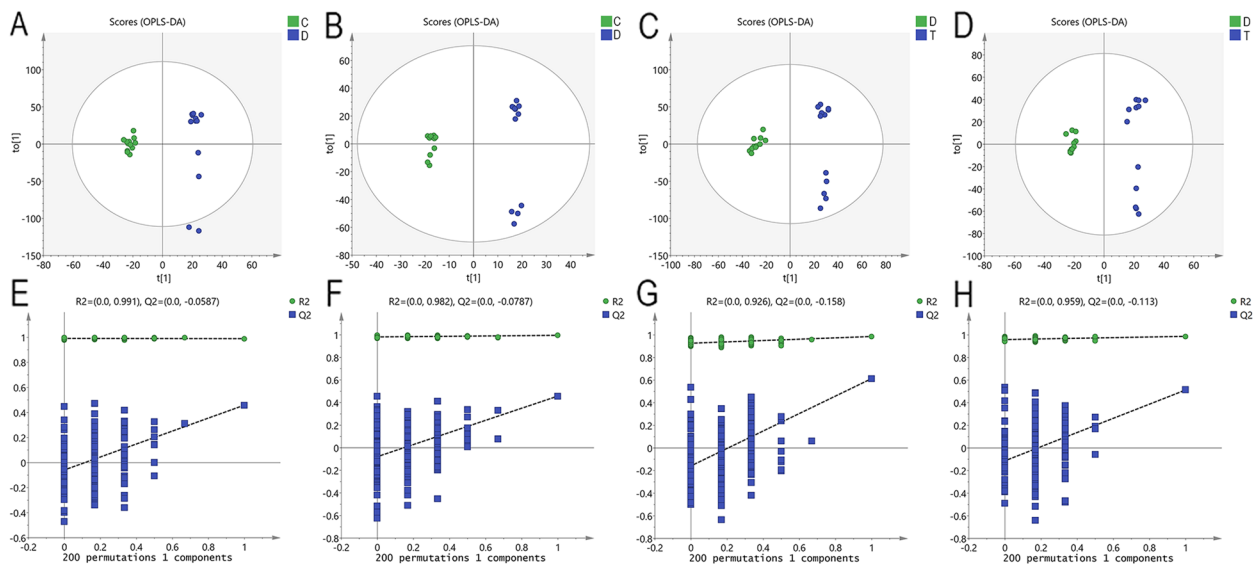 A
Scores (OPLS-DA)
C
D
to[1]
100
50
0
-50
-100
-150
-80 -60 -40 -20 0 20 40 60
t[1]
B
Scores (OPLS-DA)
C
D
to[1]
60
40
20
0
-20
-40
-60
-80
-50 -40 -30 -20 -10 0 10 20 30 40
t[1]
C
Scores (OPLS-DA)
D
T
to[1]
100
50
0
-50
-100
-150
-100 -80 -60 -40 -20 0 20 40 60 80
t[1]
D
Scores (OPLS-DA)
D
T
to[1]
80
60
40
20
0
-20
-40
-60
-80
-100
-80 -60 -40 -20 0 20 40 60
t[1]
E
R2=(0.0, 0.991), Q2=(0.0, -0.0587)
R2
Q2
1
0.8
0.6
0.4
0.2
0
-0.2
-0.4
-0.6
-0.2 0 0.2 0.4 0.6 0.8 1
200 permutations 1 components
F
R2=(0.0, 0.982), Q2=(0.0, -0.0787)
R2
Q2
1
0.8
0.6
0.4
0.2
0
-0.2
-0.4
-0.6
-0.8
-0.2 0 0.2 0.4 0.6 0.8 1
200 permutations 1 components
G
R2=(0.0, 0.926), Q2=(0.0, -0.158)
R2
Q2
1
0.8
0.6
0.4
0.2
0
-0.2
-0.4
-0.6
-0.8
-0.2 0 0.2 0.4 0.6 0.8 1
200 permutations 1 components
H
R2=(0.0, 0.959), Q2=(0.0, -0.113)
R2
Q2
1
0.8
0.6
0.4
0.2
0
-0.2
-0.4
-0.6
-0.8
-0.2 0 0.2 0.4 0.6 0.8 1
200 permutations 1 components